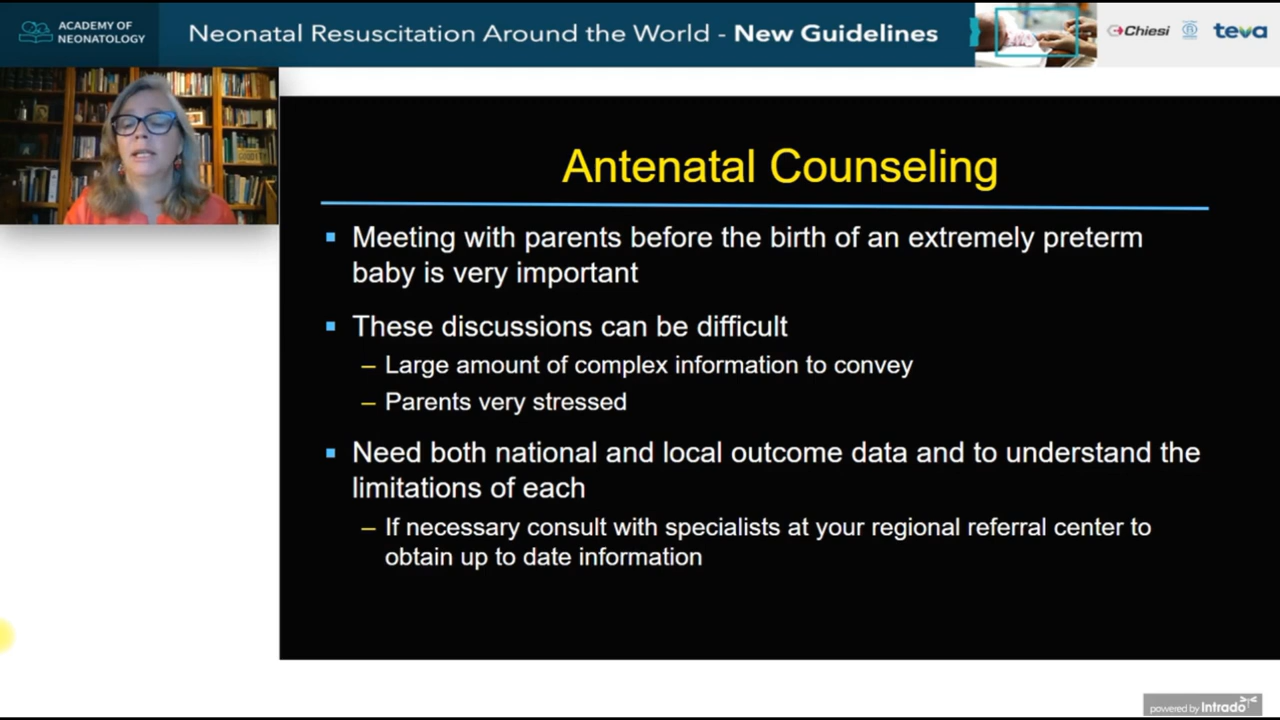 ACADEMY OF
NEONATOLOGY
Neonatal Resuscitation Around the World - New Guidelines
Chiesi
teva
Antenatal Counseling
Meeting with parents before the birth of an extremely preterm
baby is very important
These discussions can be difficult
– Large amount of complex information to convey
– Parents very stressed
Need both national and local outcome data and to understand the
limitations of each
– If necessary consult with specialists at your regional referral center to
obtain up to date information
powered by Intrado